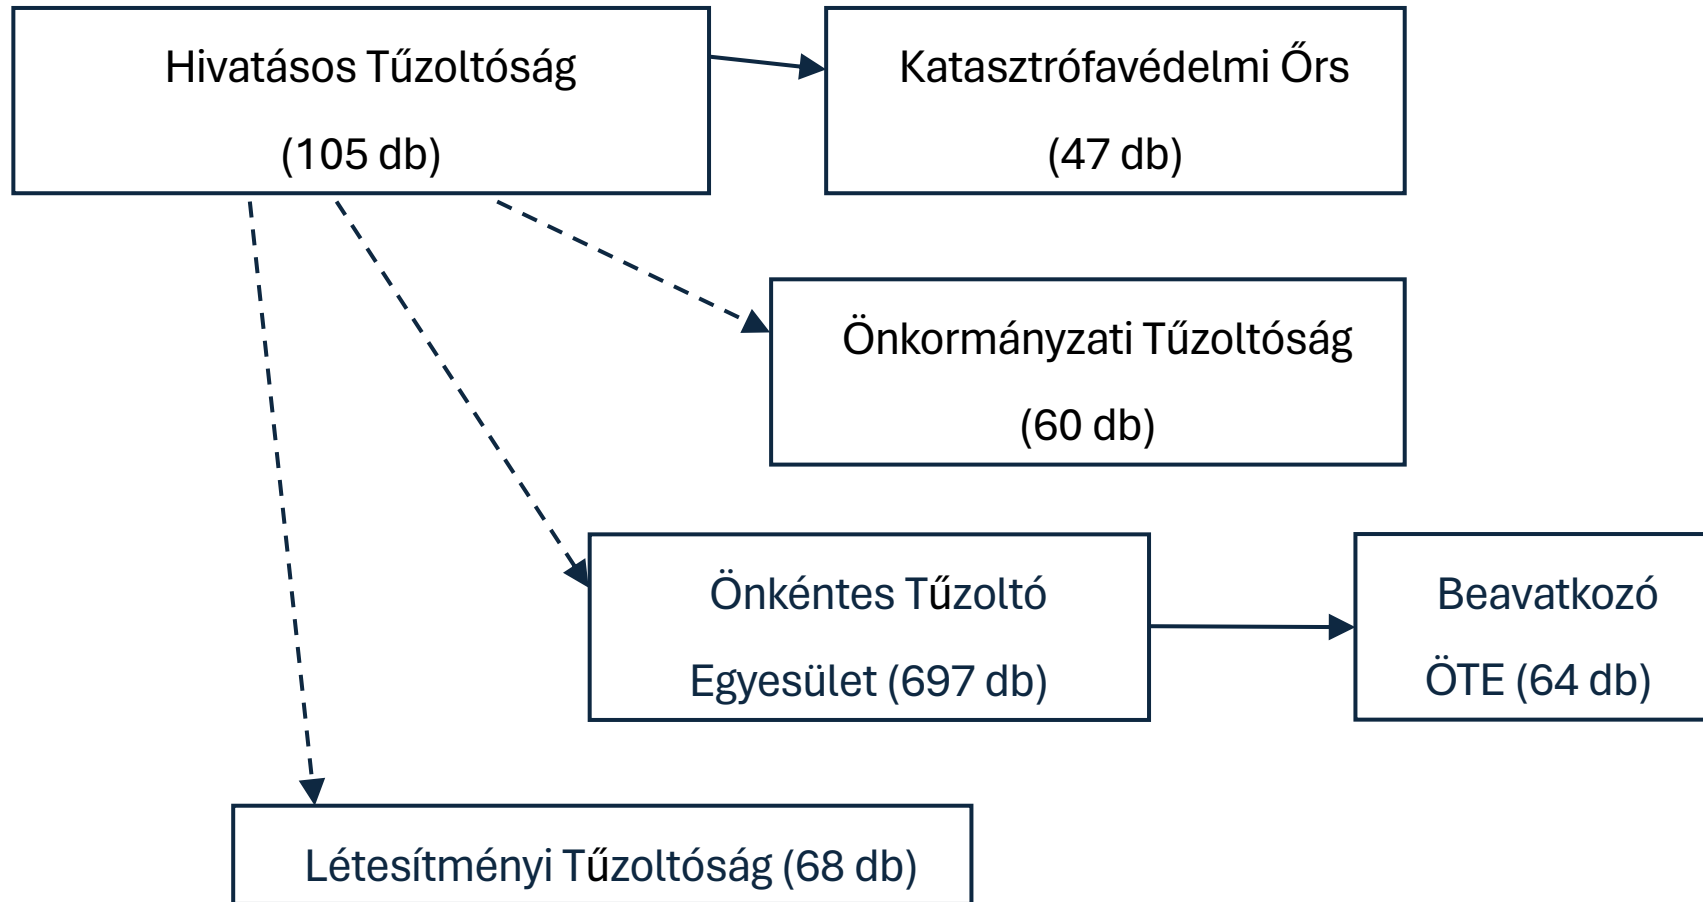 Hivatásos Tűzoltóság
(105 db)
Katasztrófavédelmi Őrs
(47 db)
Önkormányzati Tűzoltóság
(60 db)
Önkéntes Tűzoltó
Egyesület (697 db)
Beavatkozó
ÖTE (64 db)
Létesítményi Tűzoltóság (68 db)